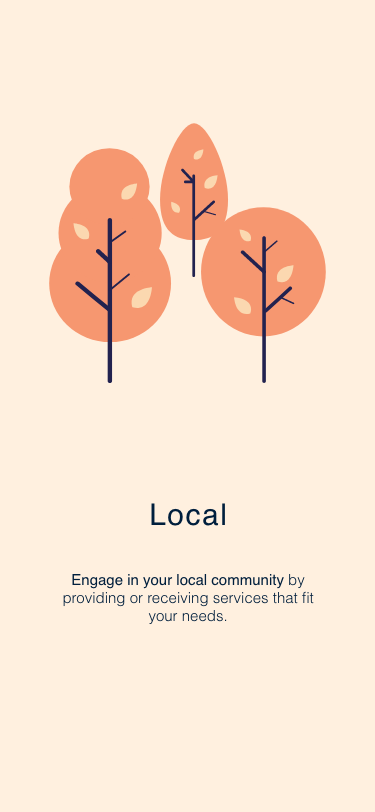 Local
Engage in your local community by
providing or receiving services that fit
your needs.